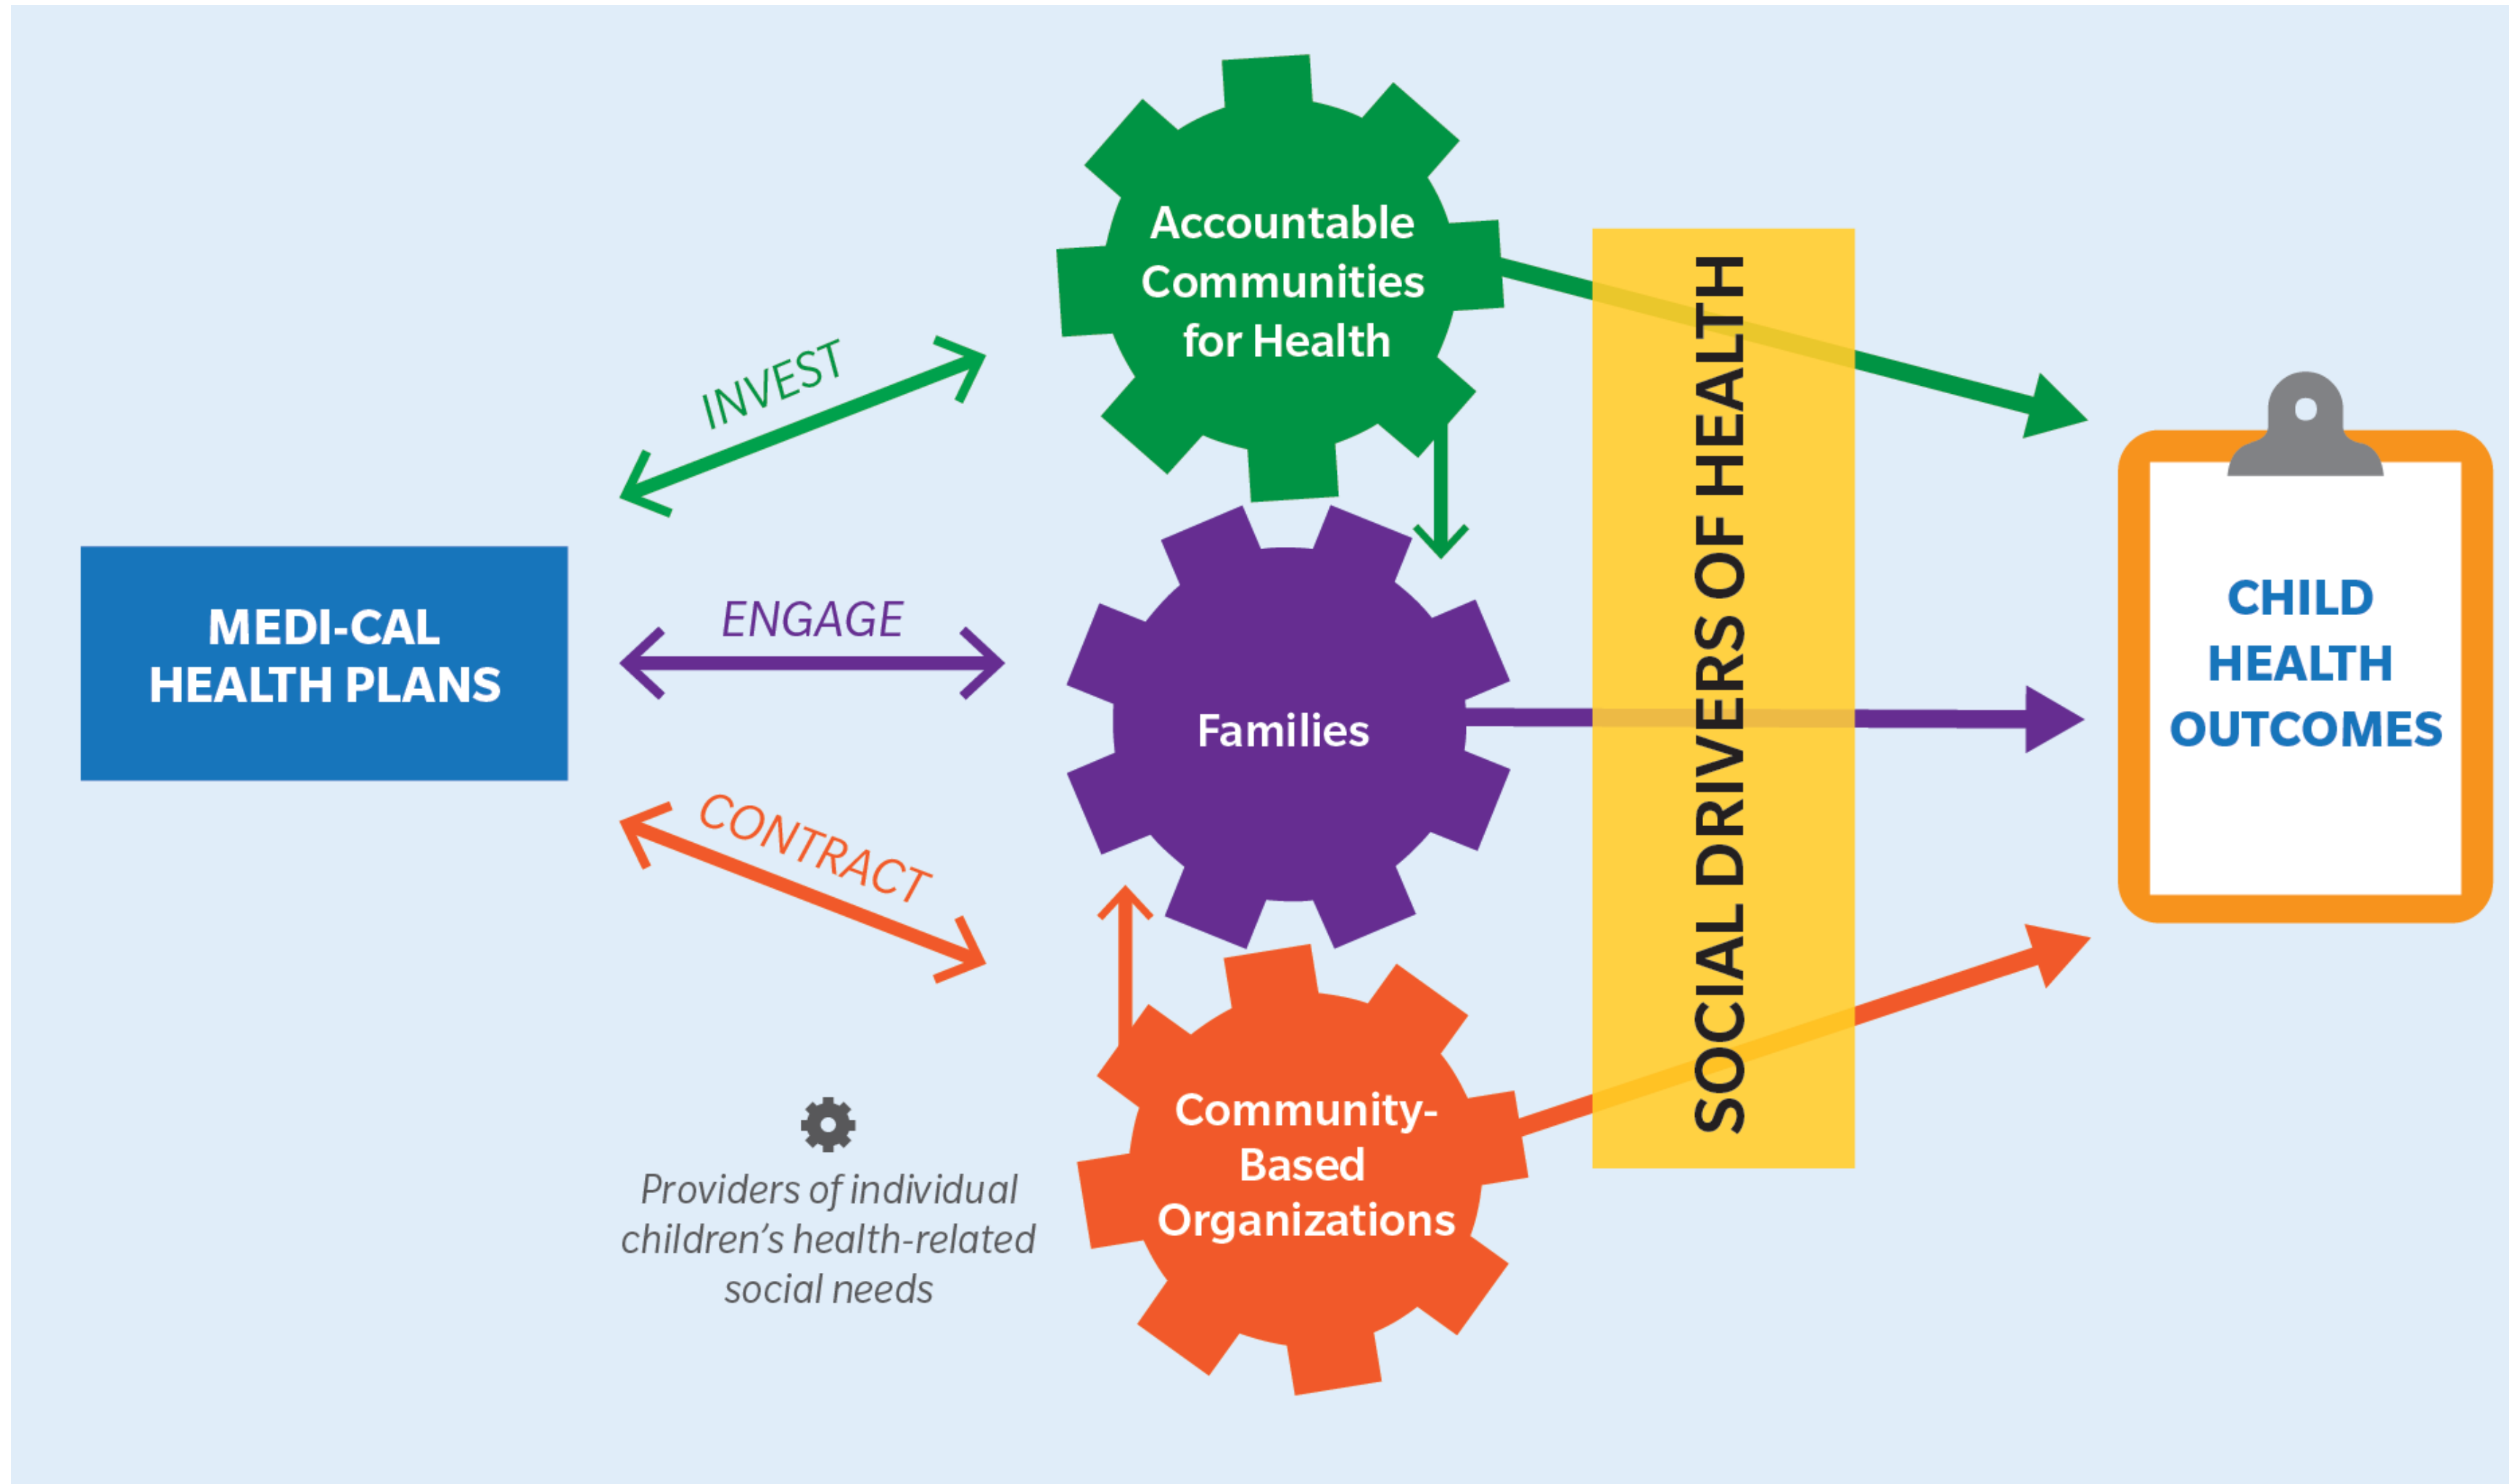 MEDI-CAL
HEALTH PLANS
INVEST
ENGAGE
CONTRACT
Accountable
Communities
for Health
Families
Community-
Based
Organizations
Providers of individual
children’s health-related
social needs
SOCIAL DRIVERS OF HEALTH
CHILD
HEALTH
OUTCOMES